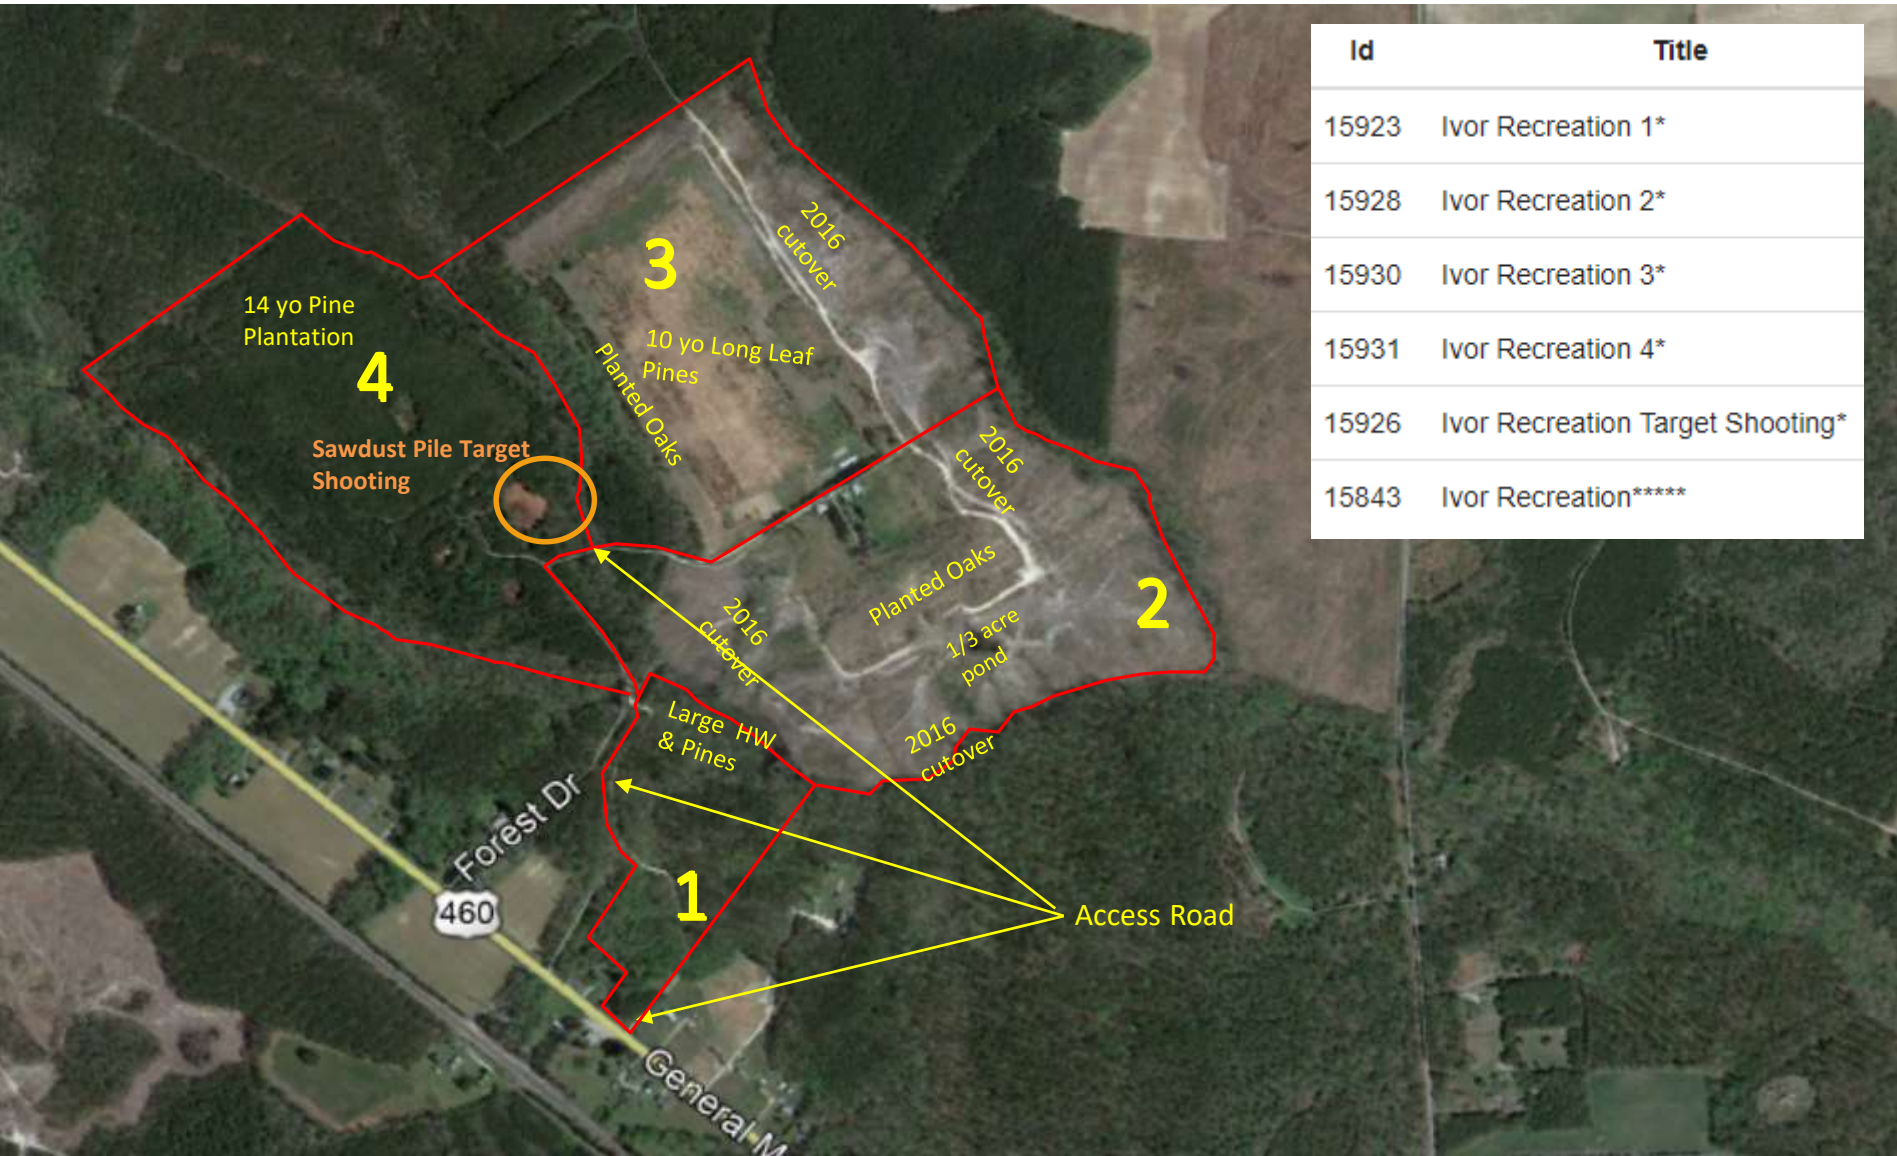 Id Title
15923 Ivor Recreation 1*
15928 Ivor Recreation 2*
15930 Ivor Recreation 3*
15931 Ivor Recreation 4*
15926 Ivor Recreation Target Shooting*
15843 Ivor Recreation*****
2016
cutover
3
14 yo Pine
Plantation
4
10 yo Long Leaf
Pines
Planted Oaks
Sawdust Pile Target
Shooting
2016
cutover
Planted Oaks
2
1/3 acre
pond
2016
cutover
Large HW
& Pines
2016
cutover
Forest Dr
460
1
Access Road
General M